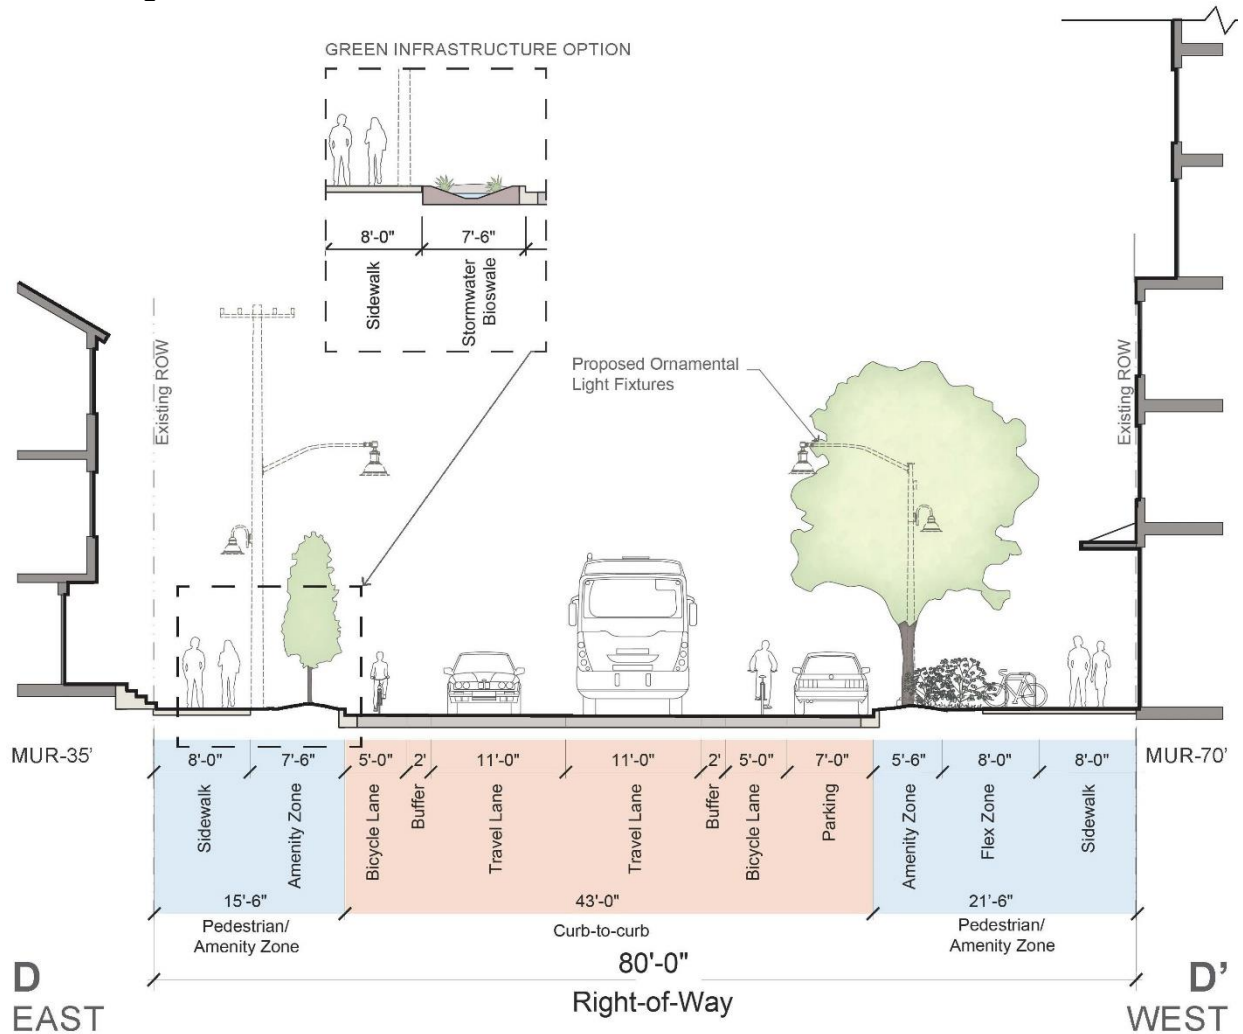 GREEN INFRASTRUCTURE OPTION
8'-0"
7'-6"
Sidewalk
Stormwater
Bioswale
Existing ROW
Proposed Ornamental
Light Fixtures
Existing ROW
MUR-35'
8'-0"
7'-6"
5'-0"
2'
11'-0"
11'-0"
2'
5'-0"
7'-0"
5'-6"
8'-0"
8'-0"
MUR-70'
Sidewalk
Amenity Zone
Bicycle Lane
Buffer
Travel Lane
Travel Lane
Buffer
Bicycle Lane
Parking
Amenity Zone
Flex Zone
Sidewalk
15'-6"
43'-0"
21'-6"
Pedestrian/
Amenity Zone
Curb-to-curb
Pedestrian/
Amenity Zone
80'-0"
Right-of-Way
D
EAST
D'
WEST